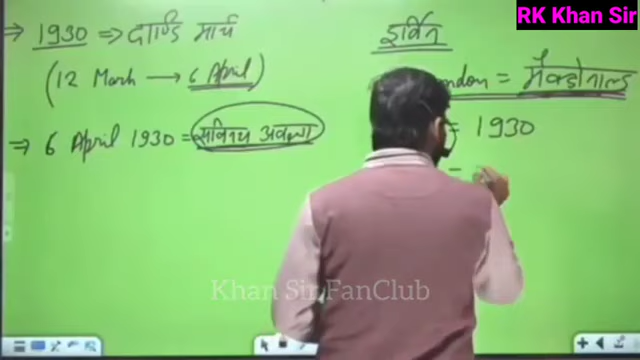 RK Khan Sir
⇒ 1930 ⇒ दाण्डि मार्च
(12 March → 6 April)
⇒ 6 April 1930 = सविनय अवज्ञा
इर्विन
ndon = मैक्डोनाल्ड
= 1930
Khan Sir FanClub